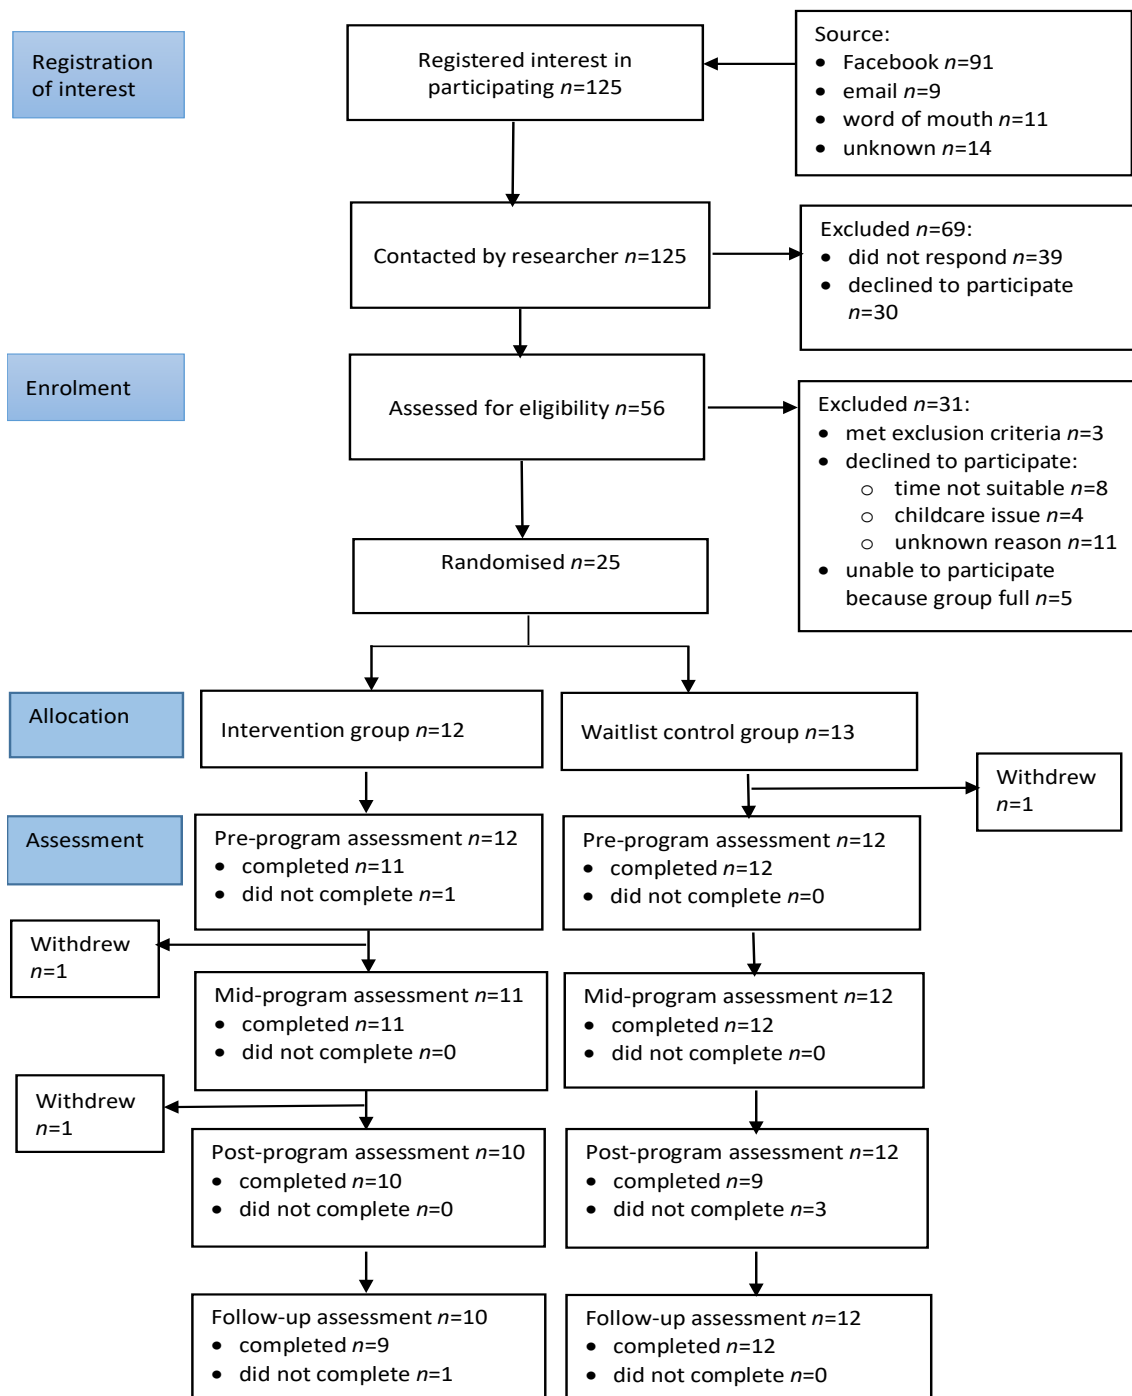 Registration
of interest
Registered interest in
participating n=125
Source:
• Facebook n=91
• email n=9
• word of mouth n=11
• unknown n=14
Contacted by researcher n=125
Excluded n=69:
• did not respond n=39
• declined to participate
n=30
Enrolment
Assessed for eligibility n=56
Excluded n=31:
• met exclusion criteria n=3
• declined to participate:
o time not suitable n=8
o childcare issue n=4
o unknown reason n=11
• unable to participate
because group full n=5
Randomised n=25
Allocation
Intervention group n=12
Waitlist control group n=13
Withdrew
n=1
Assessment
Pre-program assessment n=12
• completed n=11
• did not complete n=1
Pre-program assessment n=12
• completed n=12
• did not complete n=0
Withdrew
n=1
Mid-program assessment n=11
• completed n=11
• did not complete n=0
Mid-program assessment n=12
• completed n=12
• did not complete n=0
Withdrew
n=1
Post-program assessment n=10
• completed n=10
• did not complete n=0
Post-program assessment n=12
• completed n=9
• did not complete n=3
Follow-up assessment n=10
• completed n=9
• did not complete n=1
Follow-up assessment n=12
• completed n=12
• did not complete n=0